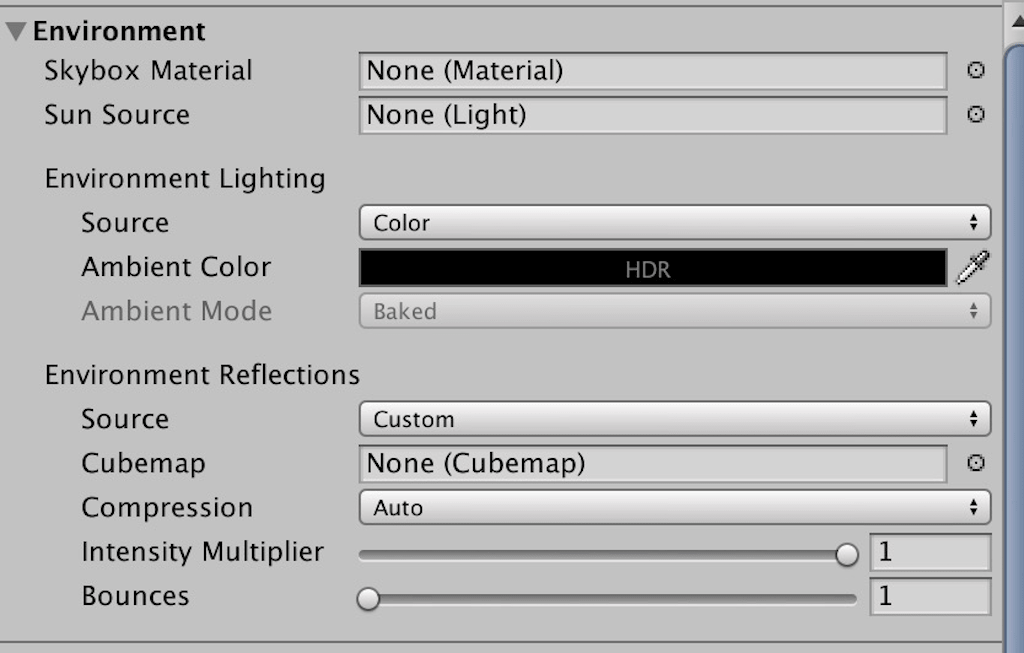 Environment
Skybox Material None (Material)
Sun Source None (Light)
Environment Lighting
Source Color
Ambient Color HDR
Ambient Mode Baked
Environment Reflections
Source Custom
Cubemap None (Cubemap)
Compression Auto
Intensity Multiplier 1
Bounces 1